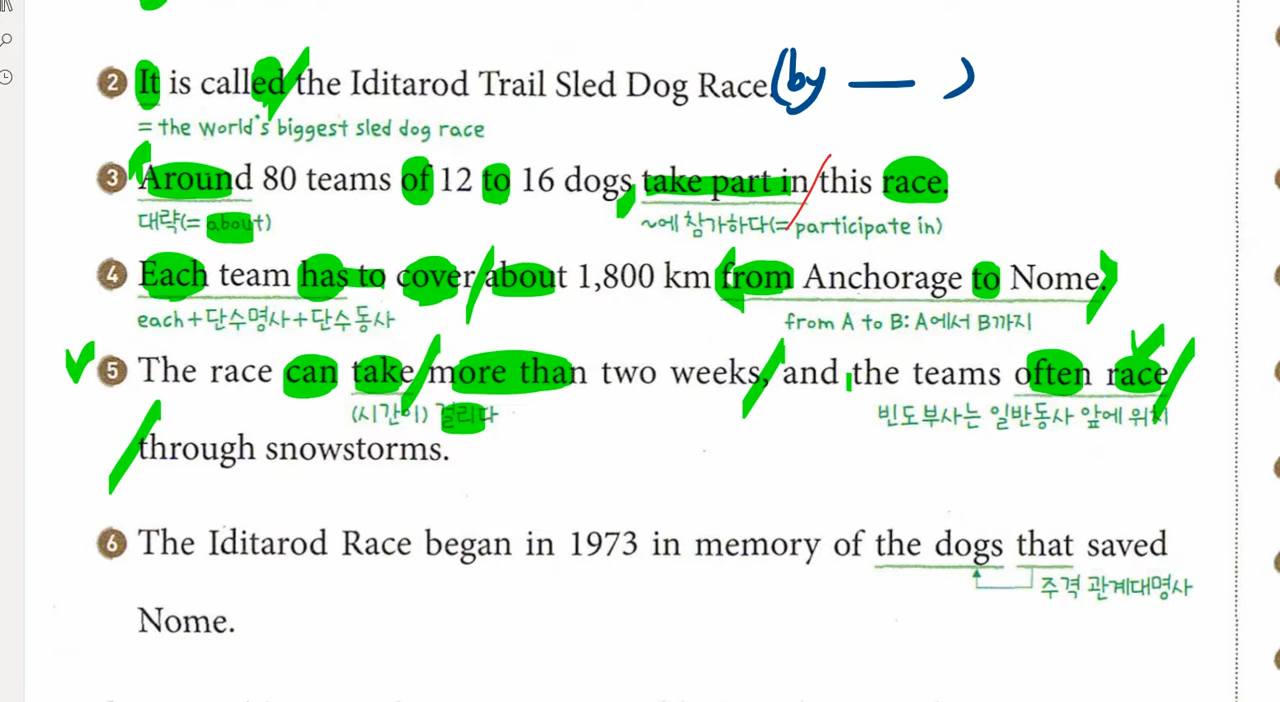 2 It is called the Iditarod Trail Sled Dog Race. (by — )
= the world's biggest sled dog race
3 Around 80 teams of 12 to 16 dogs take part in this race.
대략(= about) ~에 참가하다(= participate in)
4 Each team has to cover about 1,800 km from Anchorage to Nome.
each+단수명사+단수동사 from A to B: A에서 B까지
5 The race can take more than two weeks, and the teams often race
(시간이) 걸리다 빈도부사는 일반동사 앞에 위치
through snowstorms.
6 The Iditarod Race began in 1973 in memory of the dogs that saved
주격 관계대명사
Nome.